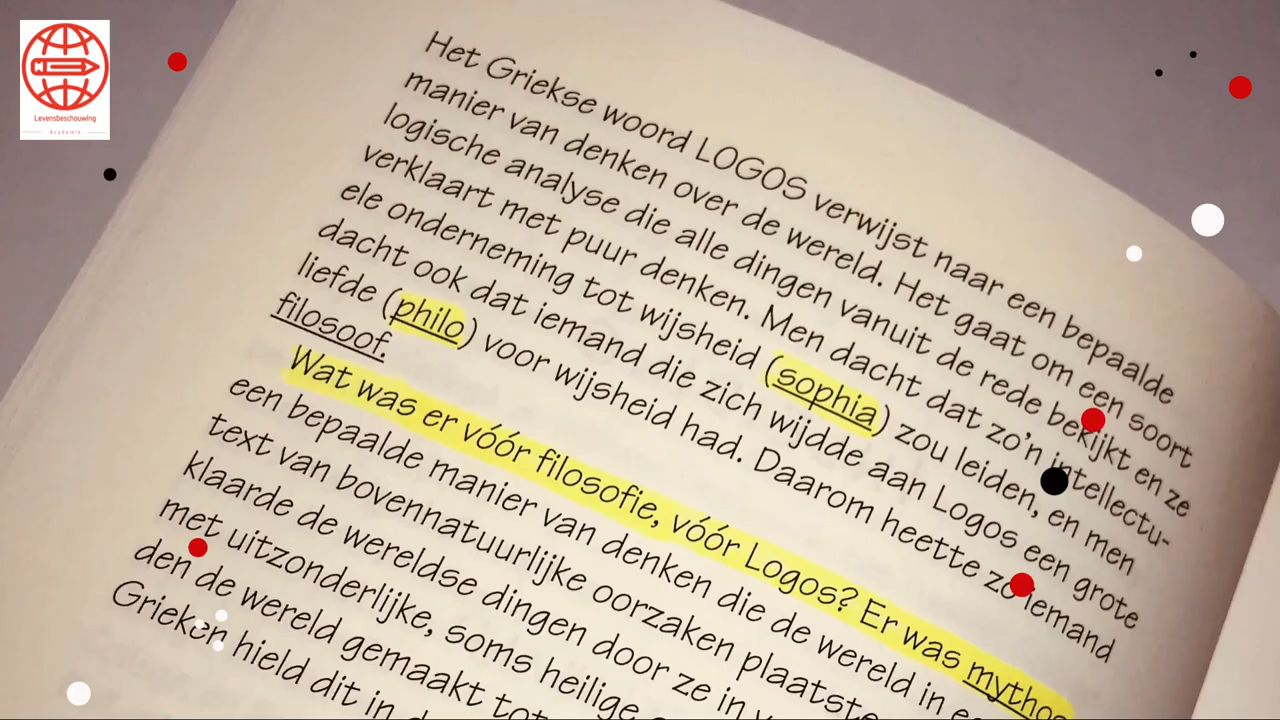 Levensbeschouwing
Academie
Het Griekse woord LOGOS verwijst naar een bepaalde
manier van denken over de wereld. Het gaat om een soort
logische analyse die alle dingen vanuit de rede bekijkt en ze
verklaart met puur denken. Men dacht dat zo'n intellectu-
ele onderneming tot wijsheid (sophia) zou leiden, en men
dacht ook dat iemand die zich wijdde aan Logos een grote
liefde (philo) voor wijsheid had. Daarom heette zo iemand
filosoof.
Wat was er vóór filosofie, vóór Logos? Er was mythos
een bepaalde manier van denken die de wereld in
text van bovennatuurlijke oorzaken plaatste
klaarde de wereldse dingen door ze in
met uitzonderlijke, soms heilige
den de wereld gemaakt tot
Grieken hield dit in